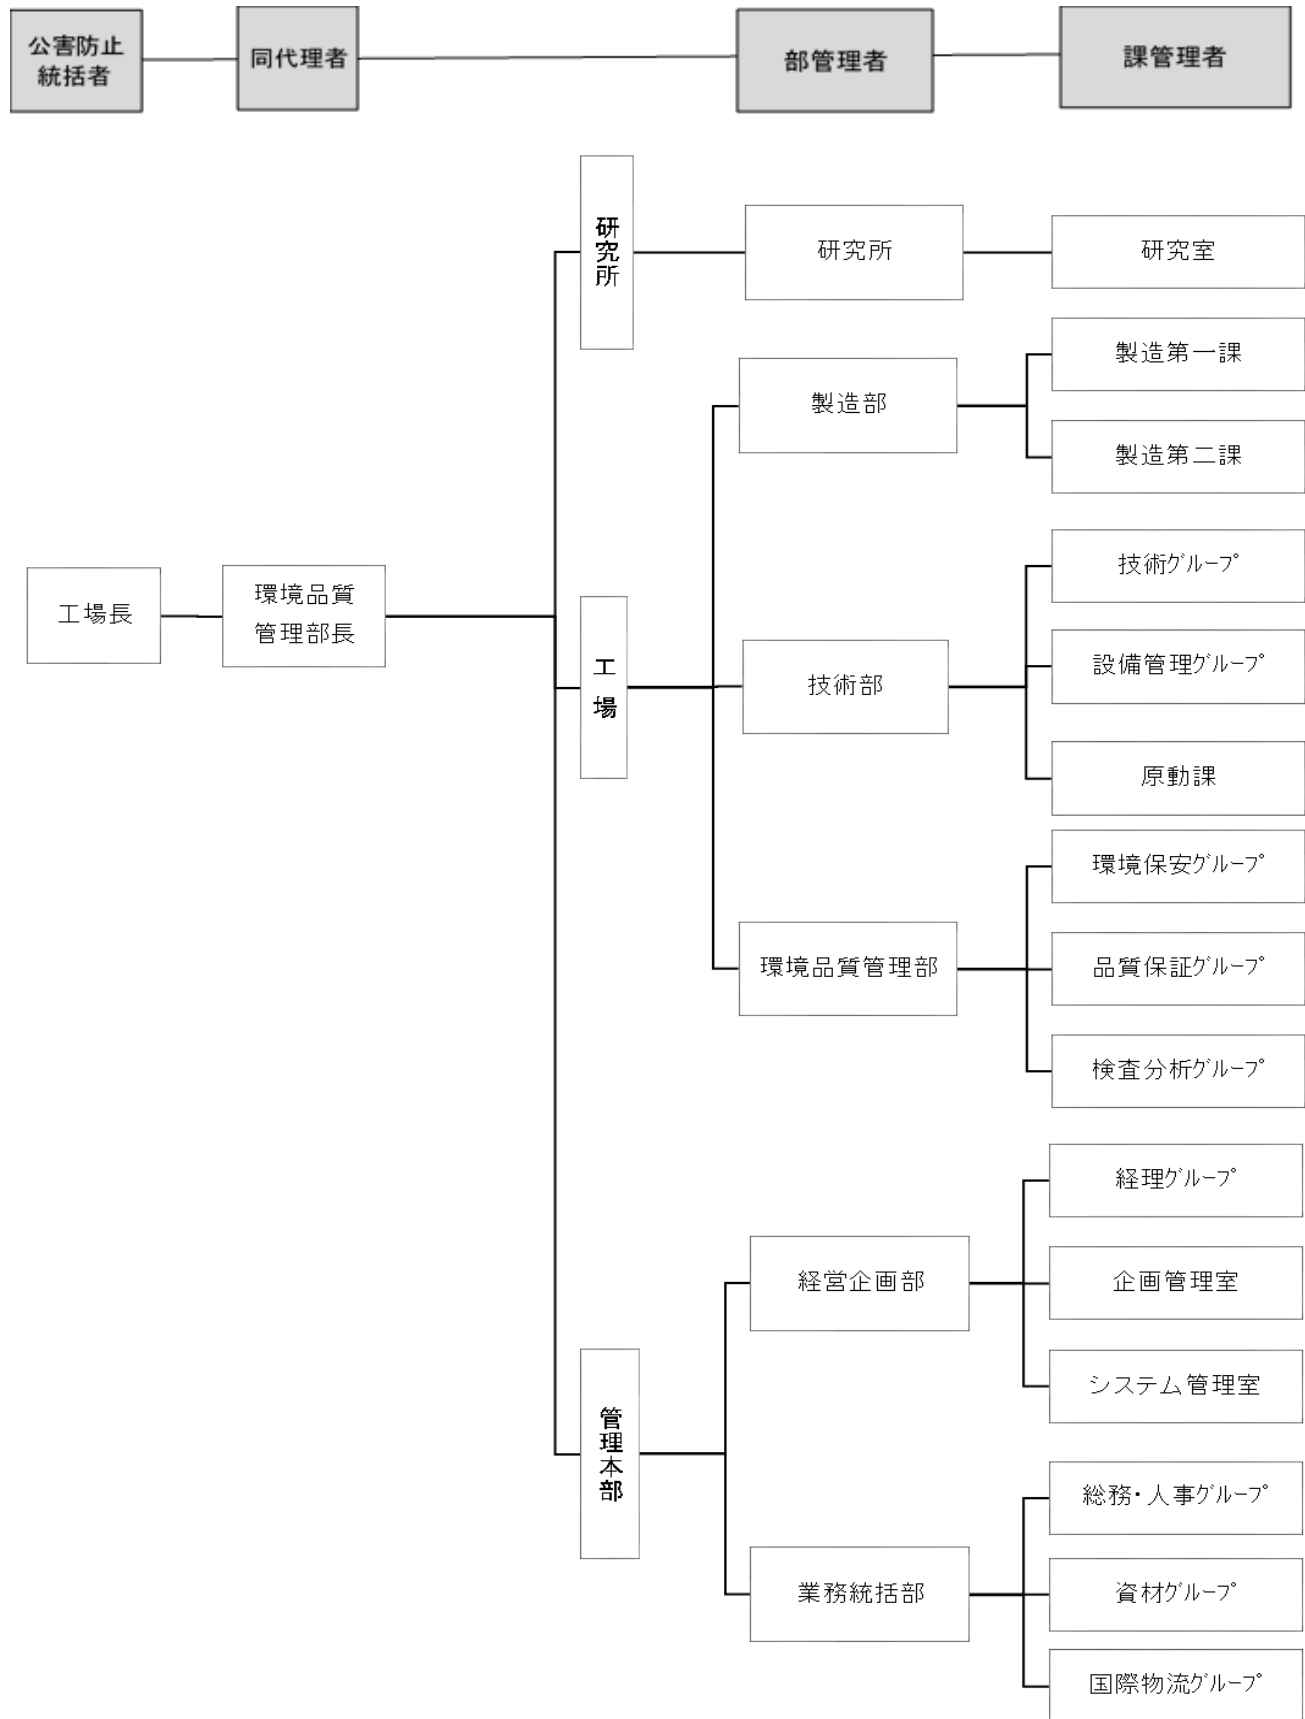 公害防止
統括者
同代理者
部管理者
課管理者
研究所
研究所
研究室
製造部
製造第一課
製造第二課
工場長
環境品質
管理部長
工場
技術部
技術ｸﾞﾙｰﾌﾟ
設備管理ｸﾞﾙｰﾌﾟ
原動課
環境品質管理部
環境保安ｸﾞﾙｰﾌﾟ
品質保証ｸﾞﾙｰﾌﾟ
検査分析ｸﾞﾙｰﾌﾟ
管理本部
経営企画部
経理ｸﾞﾙｰﾌﾟ
企画管理室
システム管理室
業務統括部
総務・人事ｸﾞﾙｰﾌﾟ
資材ｸﾞﾙｰﾌﾟ
国際物流ｸﾞﾙｰﾌﾟ